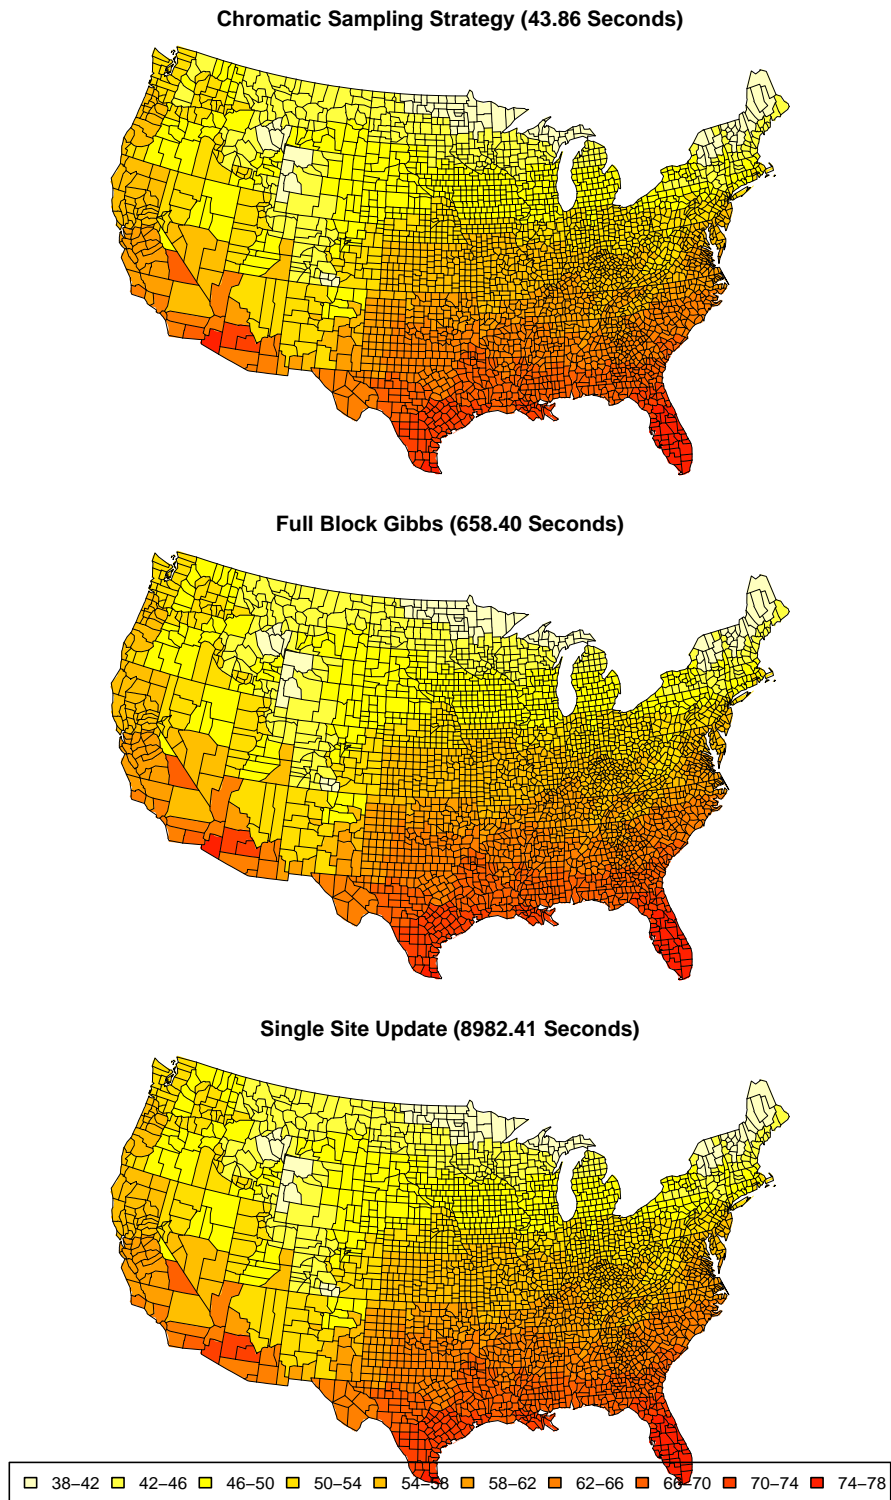 Chromatic Sampling Strategy (43.86 Seconds)
Full Block Gibbs (658.40 Seconds)
Single Site Update (8982.41 Seconds)
38–42 42–46 46–50 50–54 54–58 58–62 62–66 66–70 70–74 74–78